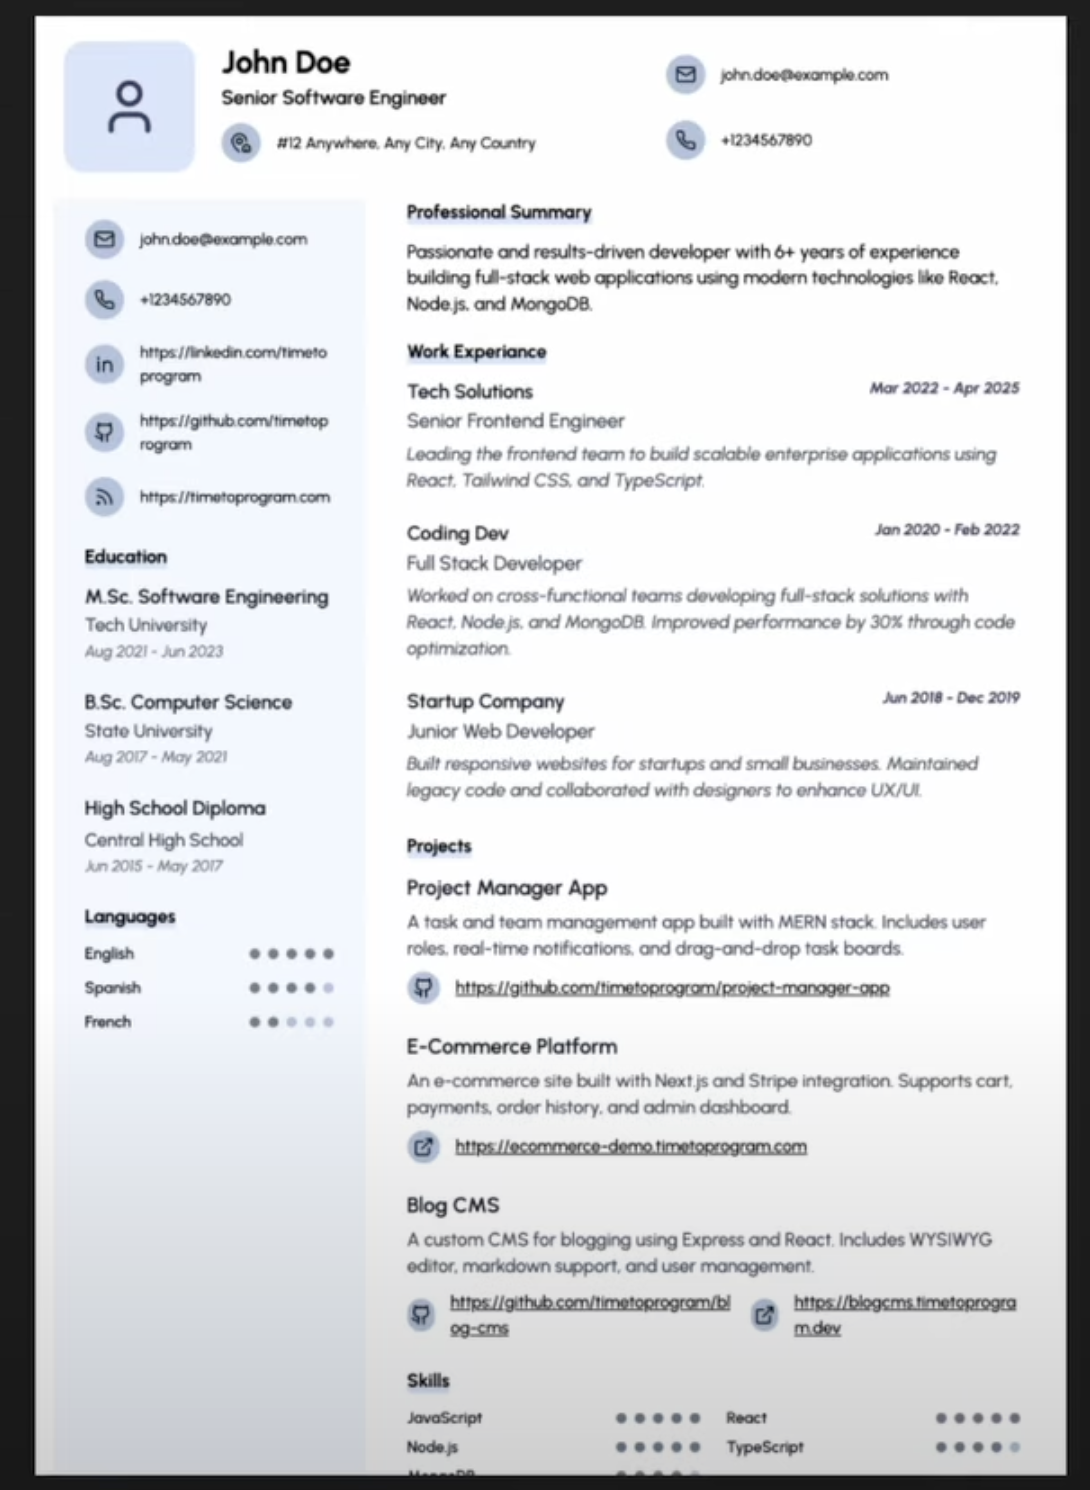 John Doe
Senior Software Engineer
#12 Anywhere, Any City, Any Country
john.doe@example.com
+1234567890
john.doe@example.com
+1234567890
in
https://linkedin.com/timeto
program
https://github.com/timetop
rogram
https://timetoprogram.com
Education
M.Sc. Software Engineering
Tech University
Aug 2021 - Jun 2023
B.Sc. Computer Science
State University
Aug 2017 - May 2021
High School Diploma
Central High School
Jun 2015 - May 2017
Languages
English
Spanish
French
Professional Summary
Passionate and results-driven developer with 6+ years of experience
building full-stack web applications using modern technologies like React,
Node.js, and MongoDB.
Work Experiance
Tech Solutions
Mar 2022 - Apr 2025
Senior Frontend Engineer
Leading the frontend team to build scalable enterprise applications using
React, Tailwind CSS, and TypeScript.
Coding Dev
Jan 2020 - Feb 2022
Full Stack Developer
Worked on cross-functional teams developing full-stack solutions with
React, Node.js, and MongoDB. Improved performance by 30% through code
optimization.
Startup Company
Jun 2018 - Dec 2019
Junior Web Developer
Built responsive websites for startups and small businesses. Maintained
legacy code and collaborated with designers to enhance UX/UI.
Projects
Project Manager App
A task and team management app built with MERN stack. Includes user
roles, real-time notifications, and drag-and-drop task boards.
https://github.com/timetoprogram/project-manager-app
E-Commerce Platform
An e-commerce site built with Next.js and Stripe integration. Supports cart,
payments, order history, and admin dashboard.
https://ecommerce-demo.timetoprogram.com
Blog CMS
A custom CMS for blogging using Express and React. Includes WYSIWYG
editor, markdown support, and user management.
https://github.com/timetoprogram/bl
og-cms
https://blogcms.timetoprogra
m.dev
Skills
JavaScript
React
Node.js
TypeScript
MongoDB